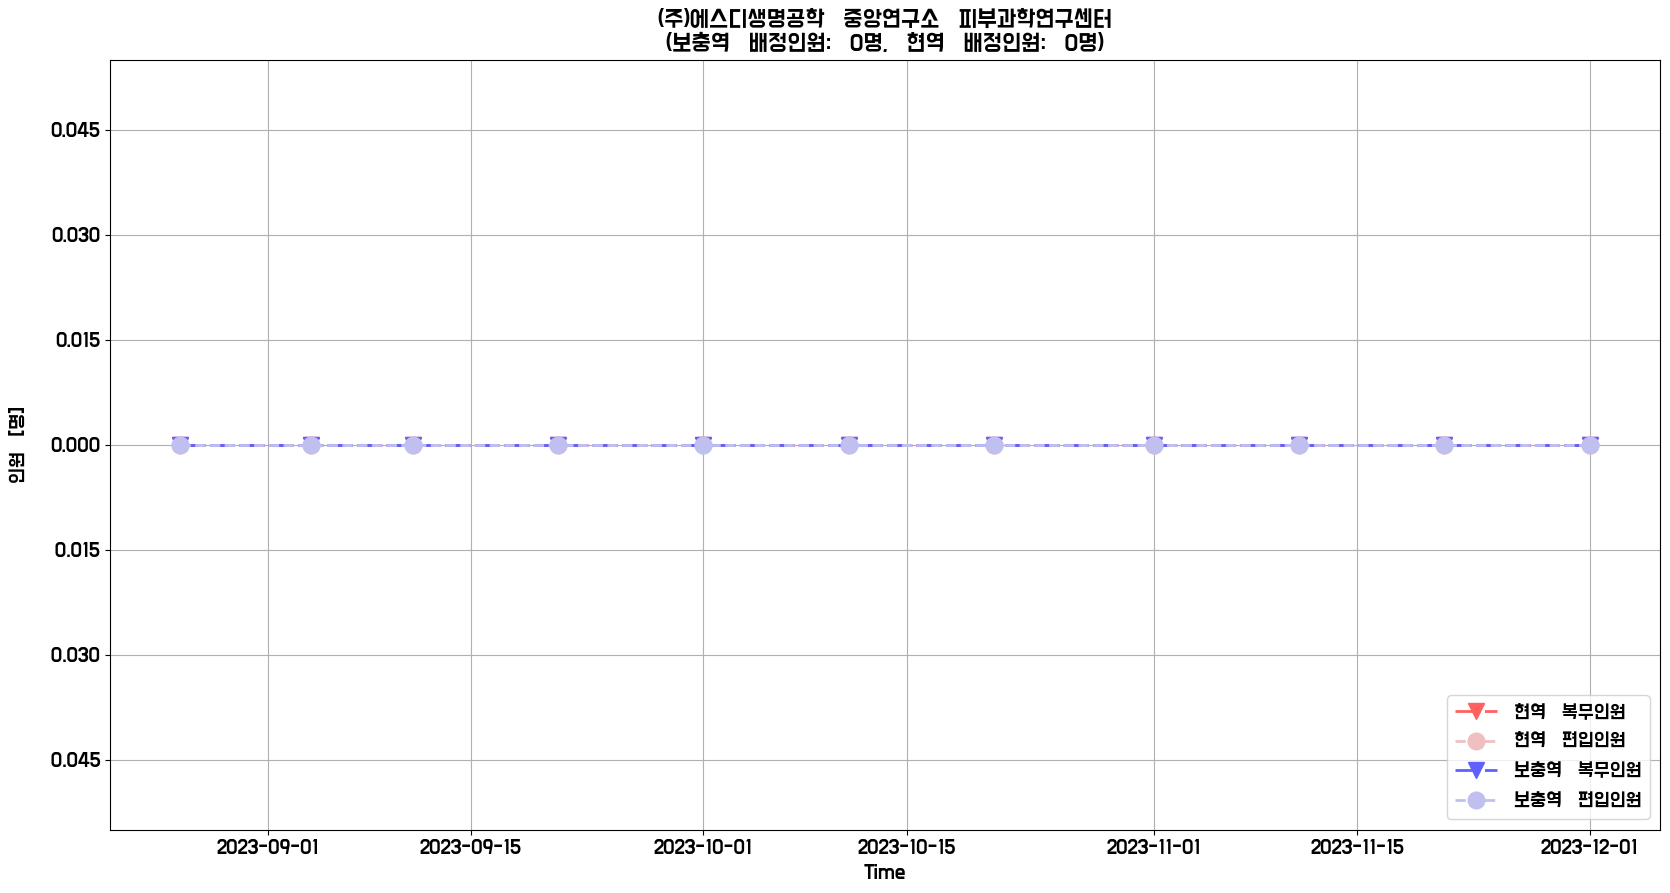 (주)에스디생명공학 중앙연구소 피부과학연구센터
(보충역 배정인원: 0명, 현역 배정인원: 0명)
인원 [명]
0.045
0.030
0.015
0.000
0.015
0.030
0.045
2023-09-01
2023-09-15
2023-10-01
2023-10-15
2023-11-01
2023-11-15
2023-12-01
Time
현역 복무인원
현역 편입인원
보충역 복무인원
보충역 편입인원